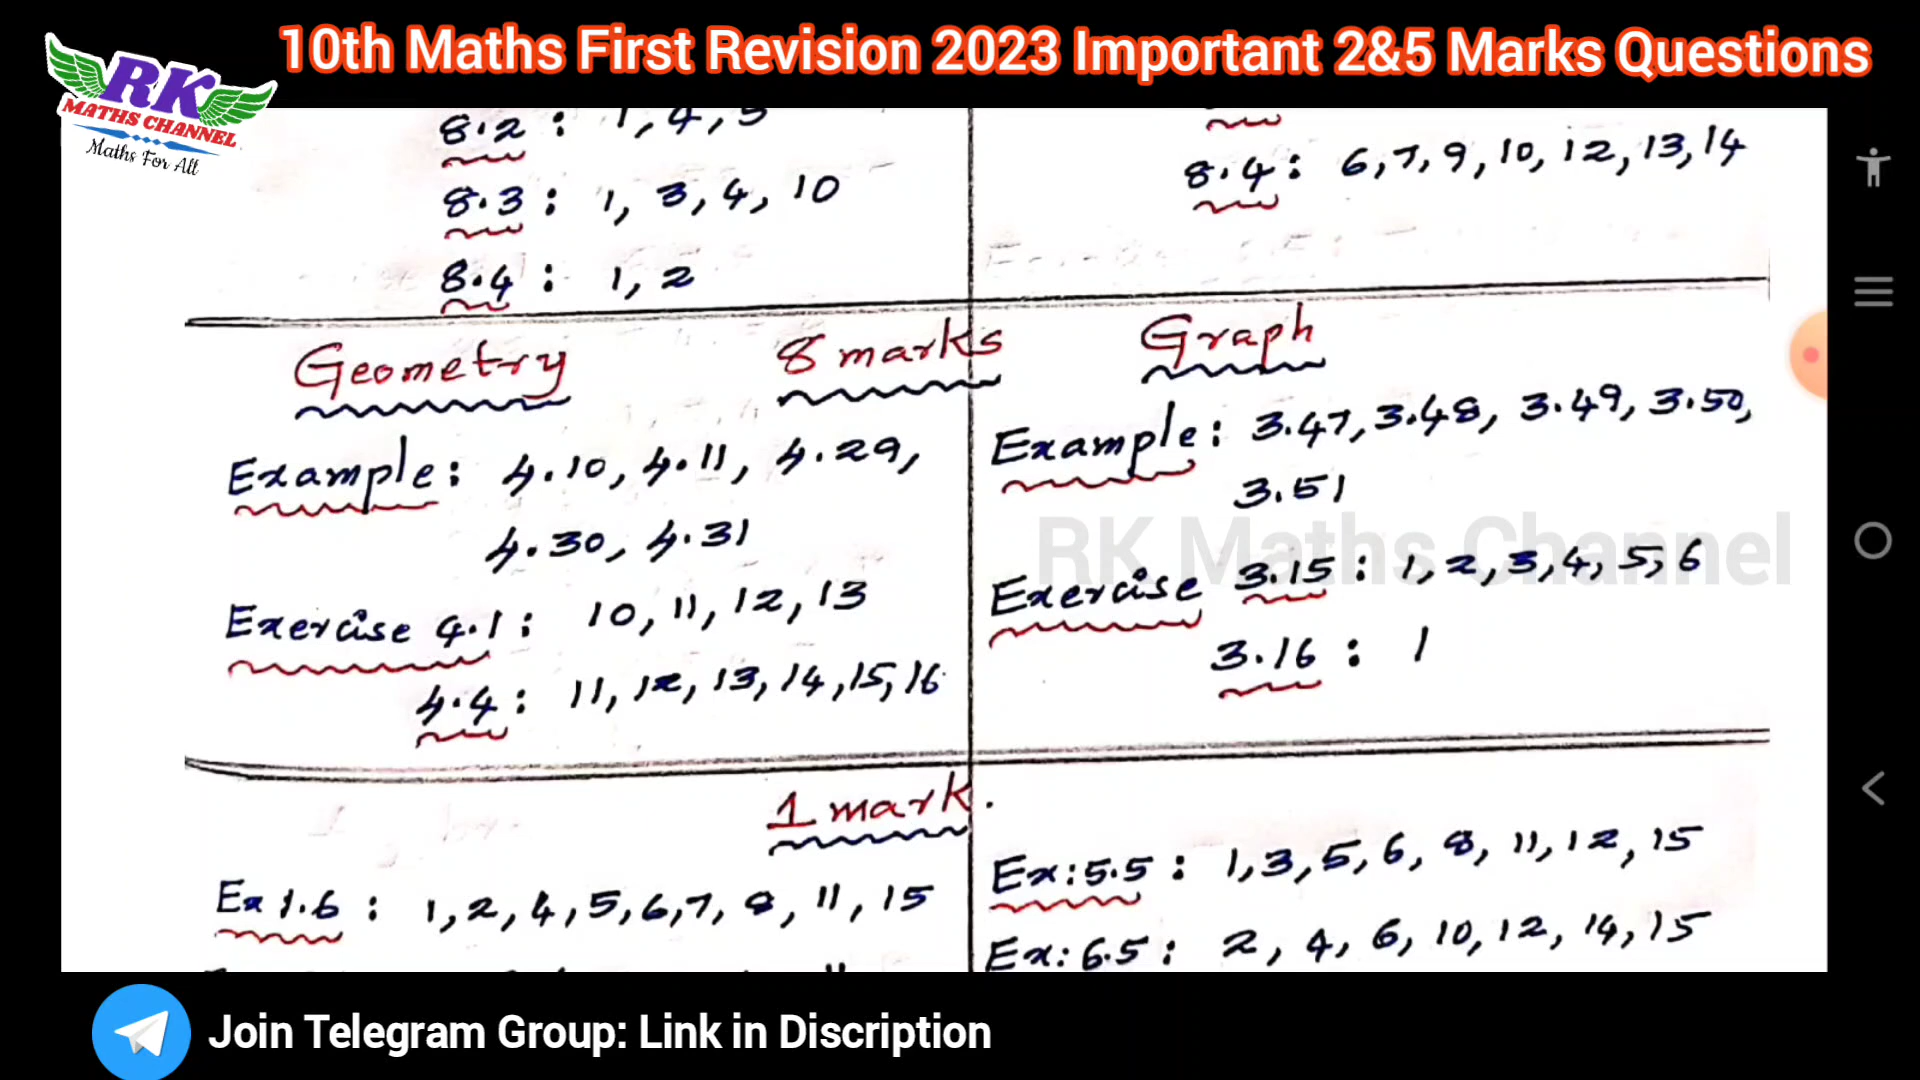 10th Maths First Revision 2023 Important 2&5 Marks Questions
RK
MATHS CHANNEL
Maths For All
8.2 : 1, 4, 5
8.3 : 1, 3, 4, 10
8.4 : 1, 2
8.4 : 6, 7, 9, 10, 12, 13, 14
8 marks
Geometry
Example : 4.10, 4.11, 4.29,
4.30, 4.31
Exercise 4.1 : 10, 11, 12, 13
4.4 : 11, 12, 13, 14, 15, 16
Graph
Example : 3.47, 3.48, 3.49, 3.50,
3.51
RK Maths Channel
Exercise 3.15 : 1, 2, 3, 4, 5, 6
3.16 : 1
1 mark.
Ex 1.6 : 1, 2, 4, 5, 6, 7, 8, 11, 15
Ex: 5.5 : 1, 3, 5, 6, 8, 11, 12, 15
Ex: 6.5 : 2, 4, 6, 10, 12, 14, 15
Join Telegram Group: Link in Discription